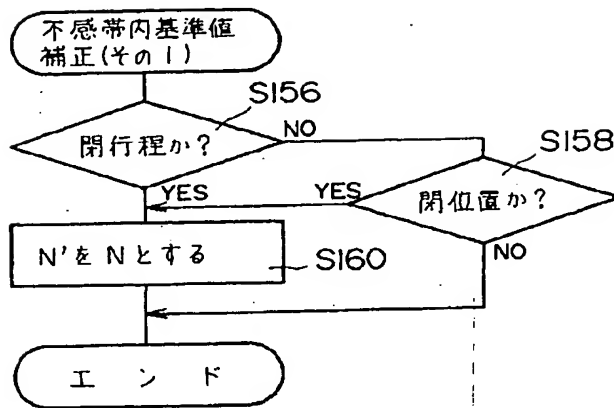 不感帯内基準値
補正(その1)
S156
閉行程か?
NO
S158
YES
YES
閉位置か?
N'をNとする
S160
NO
エンド